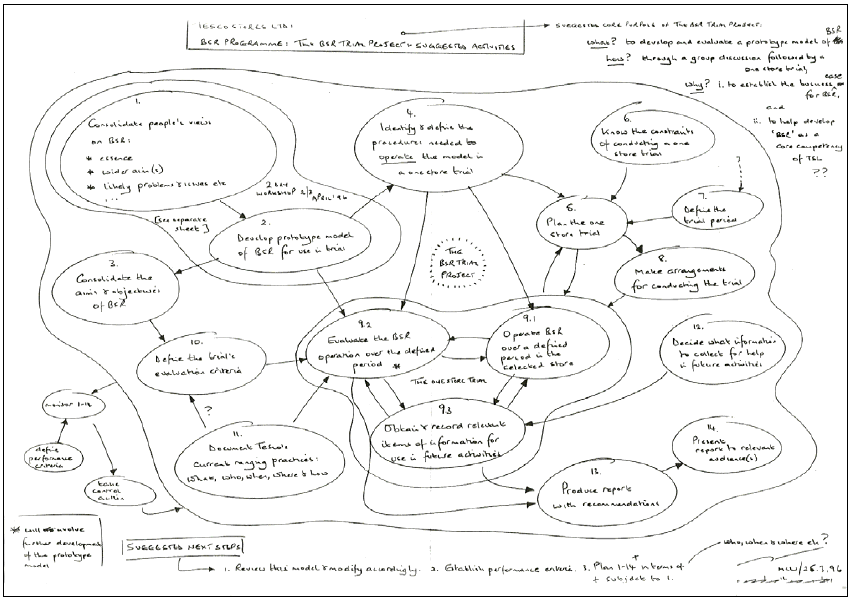 TESCO STORES LTD:
BSR PROGRAMME: THE BSR TRIAL PROJECT - SUGGESTED ACTIVITIES
SUGGESTED CORE PURPOSE OF THE BSR TRIAL PROJECT:
BSR
what? to develop and evaluate a prototype model of
how? through a group discussion followed by a
one store trial,
case
why? i. to establish the business
for BSR,
and
ii. to help develop
'BSR' as a
core competency
of TSL
??
1.
Consolidate people's views
on BSR:
* essence
* wider aim(s)
* likely problems & issues etc
...
2 DAY
WORKSHOP 2/3
APRIL '96
[see separate
sheet]
2.
Develop prototype model
of BSR for use in trial
3.
Consolidate the
aims & objectives
of BSR
4.
Identify & define the
procedures needed to
operate the model in
a one store trial
6.
Know the constraints
of conducting a one
store trial
7.
Define the
trial period
Plan the one
store trial
8.
Make arrangements
for conducting the trial
THE
BSR TRIAL
PROJECT
9.2
Evaluate the BSR
operation over the defined
period *
9.1
Operate BSR
over a defined
period in the
selected store
THE ONE STORE TRIAL
9.3
Obtain & record relevant
items of information for
use in future activities
10.
Define the trial's
evaluation criteria
?
11.
Document Tesco's
current ranging practices:
What, who, when, where & how
12.
Decide what information
to collect for help
in future activities
13.
Produce report
with recommendations
14.
Present
report to relevant
audience(s)
monitor 1-14
define
performance
criteria
take
control
action
* will involve
further development
of the prototype
model
SUGGESTED NEXT STEPS
1. Review this model & modify accordingly. 2. Establish performance criteria. 3. Plan 1-14 in terms of
+ subject to 1.
who, when & where etc?
MCW/25.3.96